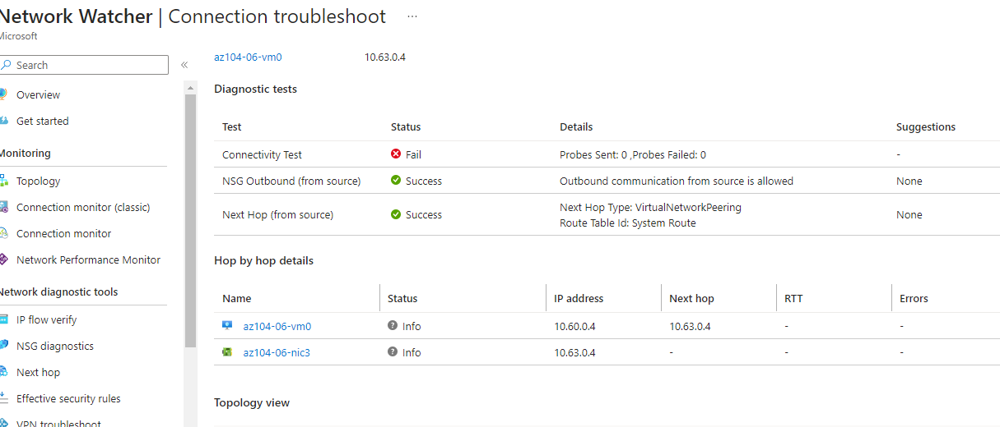 Network Watcher | Connection troubleshoot ...
Microsoft
Search «
Overview
Get started
Monitoring
Topology
Connection monitor (classic)
Connection monitor
Network Performance Monitor
Network diagnostic tools
IP flow verify
NSG diagnostics
Next hop
Effective security rules
VPN troubleshoot
az104-06-vm0 10.63.0.4
Diagnostic tests
Test Status Details Suggestions
Connectivity Test Fail Probes Sent: 0 ,Probes Failed: 0 -
NSG Outbound (from source) Success Outbound communication from source is allowed None
Next Hop (from source) Success Next Hop Type: VirtualNetworkPeering None
Route Table Id: System Route
Hop by hop details
Name Status IP address Next hop RTT Errors
az104-06-vm0 Info 10.60.0.4 10.63.0.4 - -
az104-06-nic3 Info 10.63.0.4 - - -
Topology view